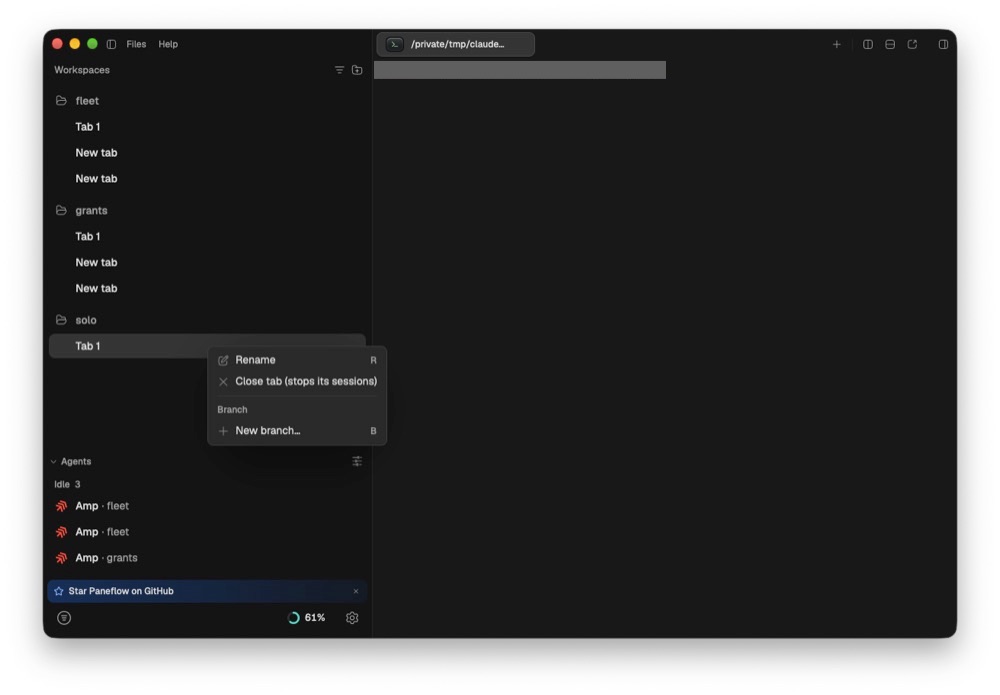 Files Help
/private/tmp/claude…
Workspaces
fleet
Tab 1
New tab
New tab
grants
Tab 1
New tab
New tab
solo
Tab 1
Rename R
Close tab (stops its sessions)
Branch
New branch… B
Agents
Idle 3
Amp · fleet
Amp · fleet
Amp · grants
Star Paneflow on GitHub
61%